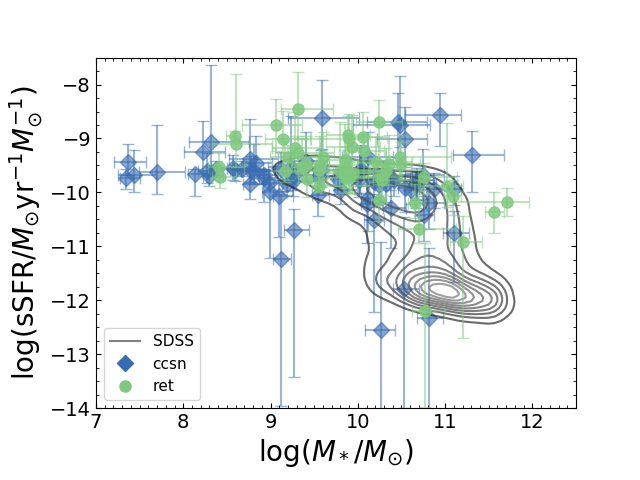 −8
−9
−10
−11
−12
−13
−14
log(sSFR/M⊙yr⁻¹M⊙⁻¹)
SDSS
ccsn
ret
7 8 9 10 11 12
log(M*/M⊙)